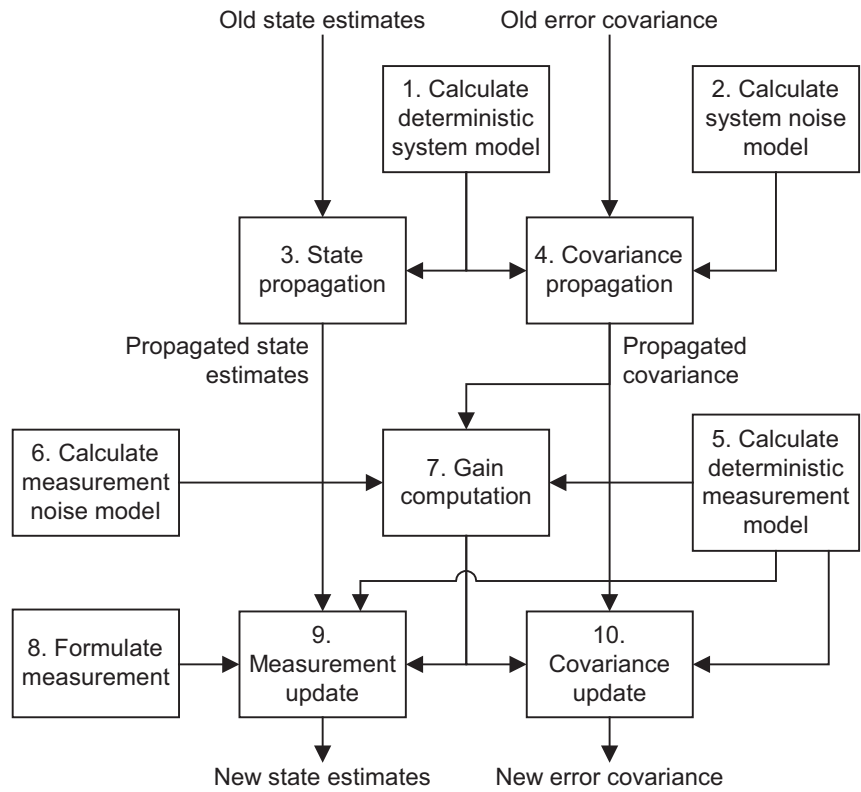 Old state estimates
Old error covariance
1. Calculate
deterministic
system model
2. Calculate
system noise
model
3. State
propagation
4. Covariance
propagation
Propagated state
estimates
Propagated
covariance
6. Calculate
measurement
noise model
7. Gain
computation
5. Calculate
deterministic
measurement
model
8. Formulate
measurement
9.
Measurement
update
10.
Covariance
update
New state estimates
New error covariance